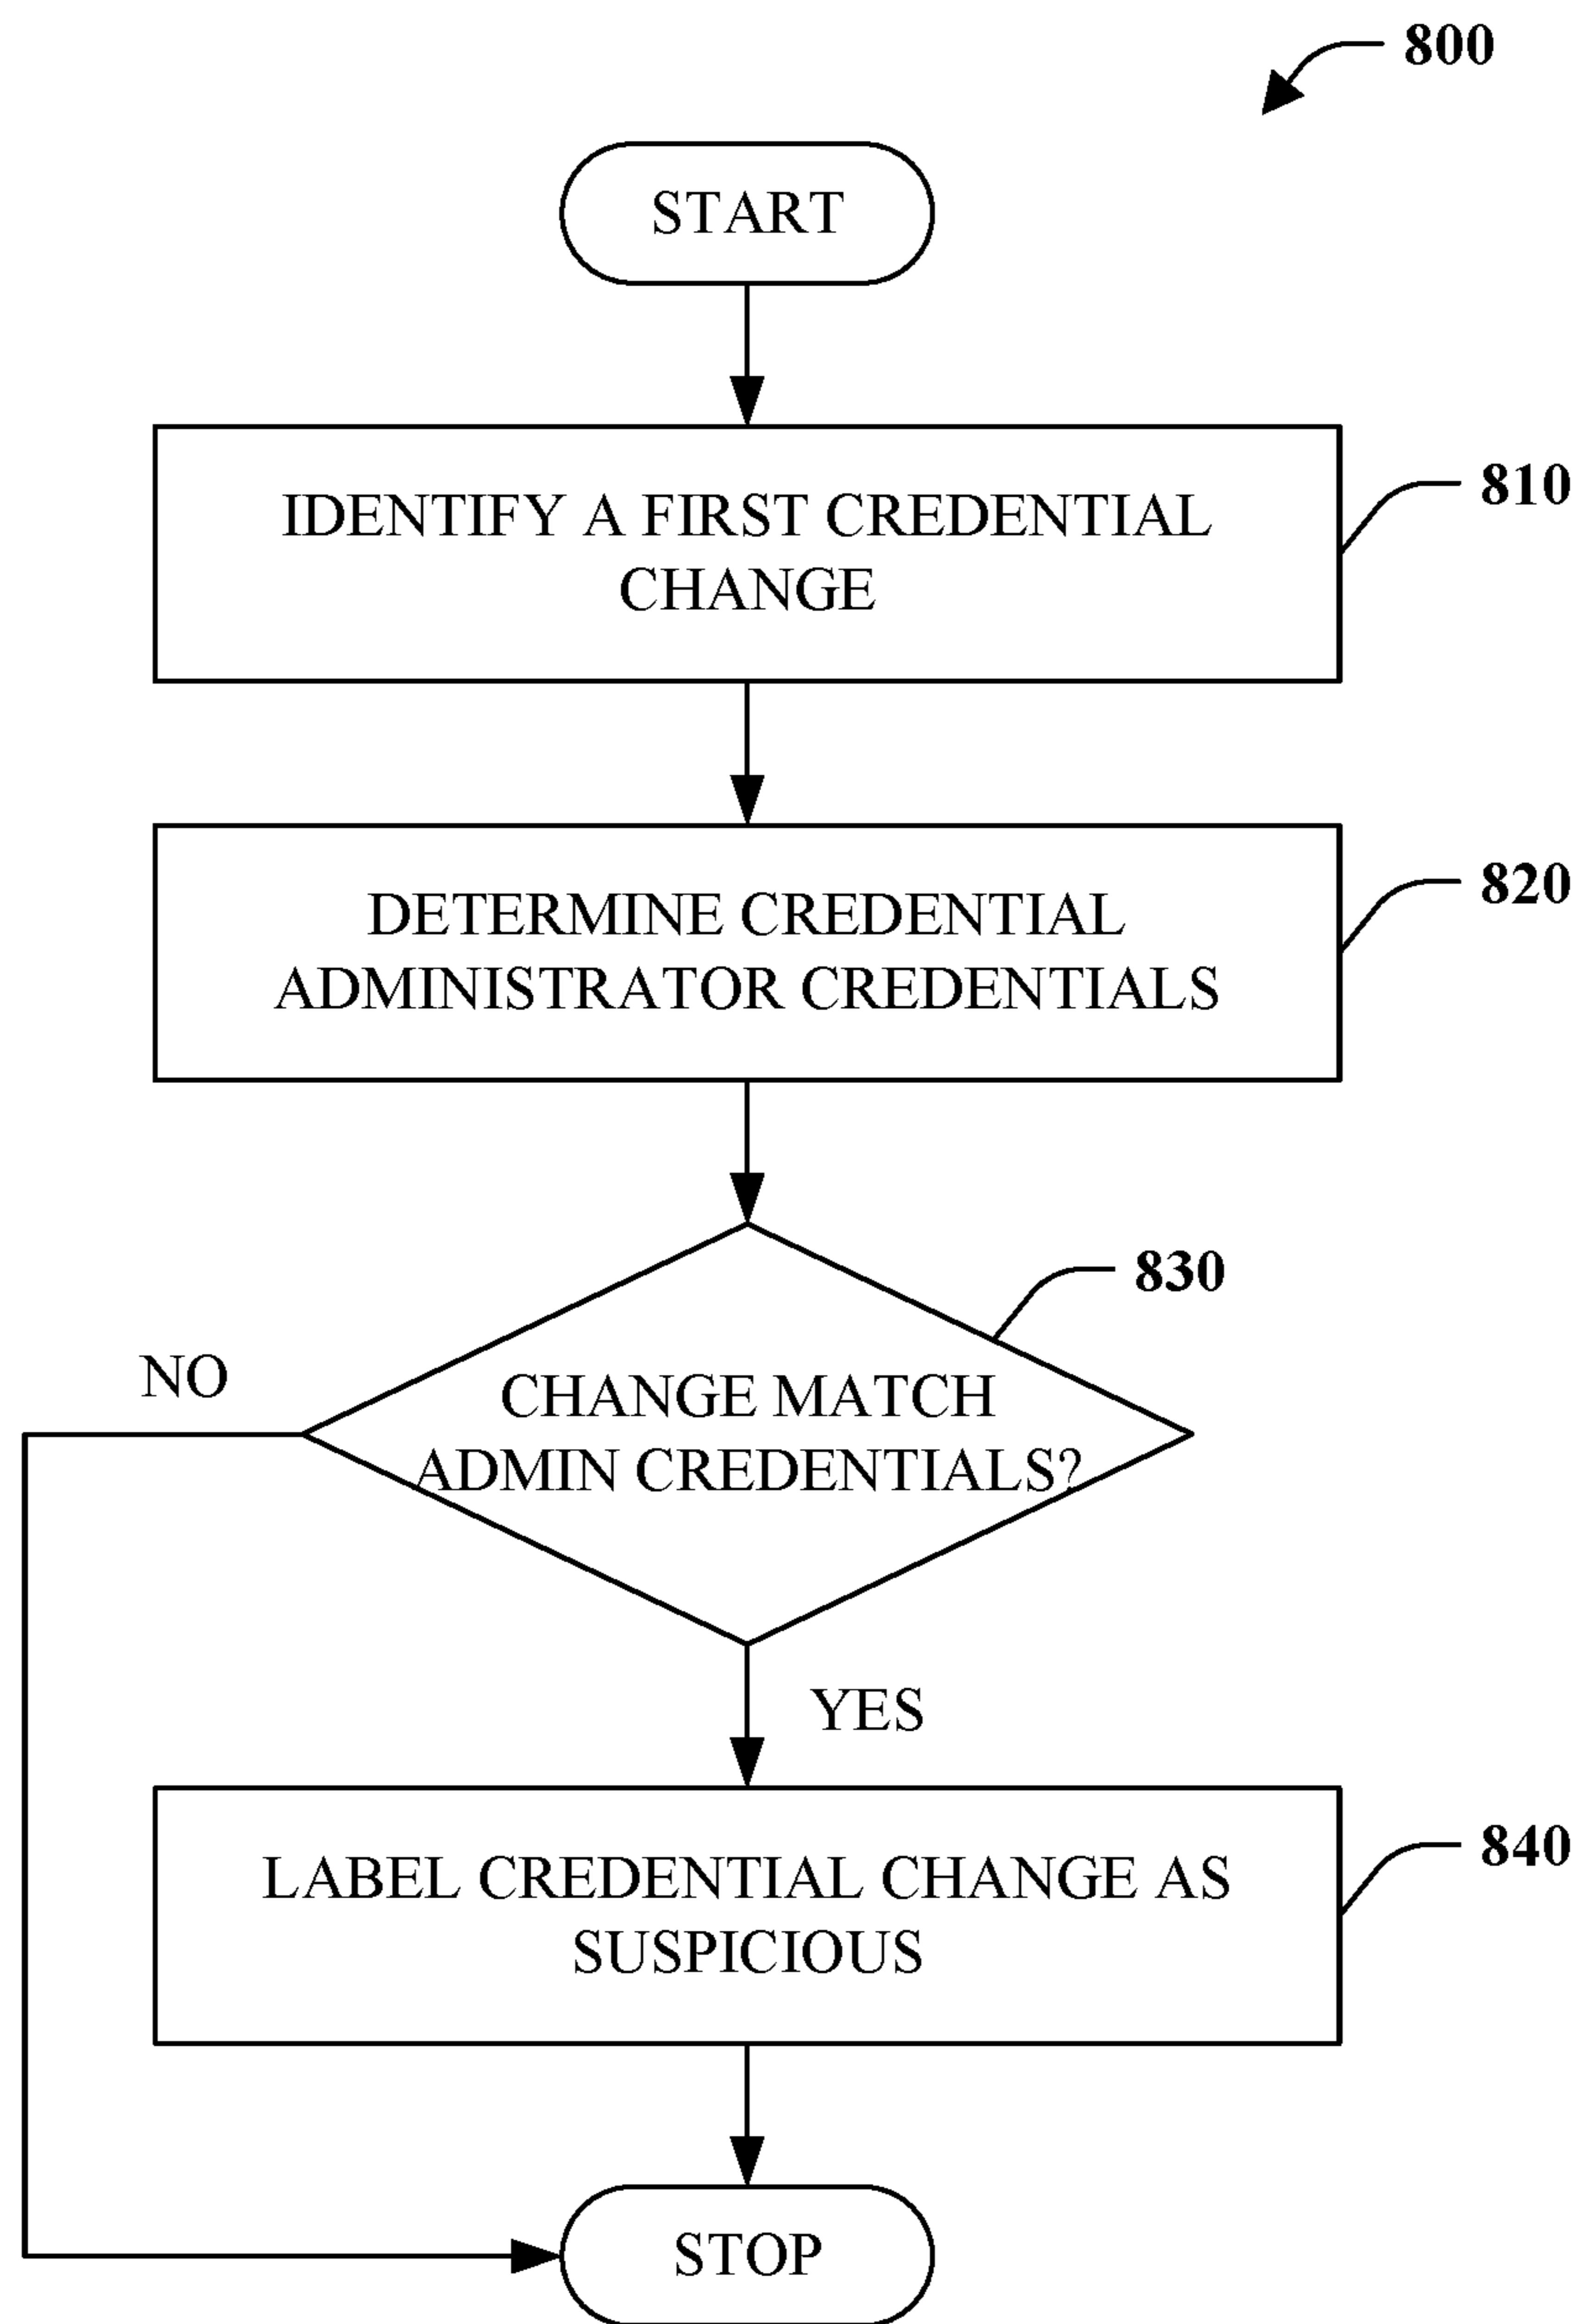 800
START
IDENTIFY A FIRST CREDENTIAL
CHANGE
810
DETERMINE CREDENTIAL
ADMINISTRATOR CREDENTIALS
820
830
CHANGE MATCH
ADMIN CREDENTIALS?
NO
YES
LABEL CREDENTIAL CHANGE AS
SUSPICIOUS
840
STOP